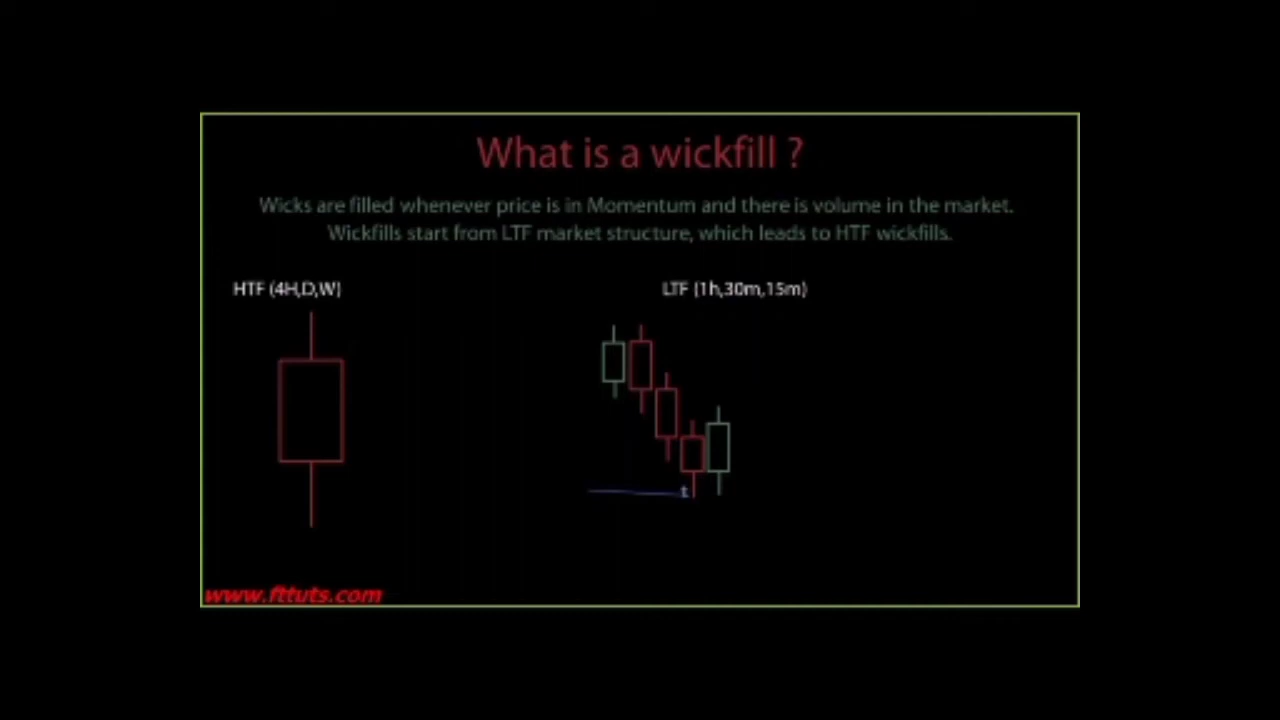 What is a wickfill ?
Wicks are filled whenever price is in Momentum and there is volume in the market.
Wickfills start from LTF market structure, which leads to HTF wickfills.
HTF (4H,D,W)
LTF (1h,30m,15m)
t
www.fttuts.com